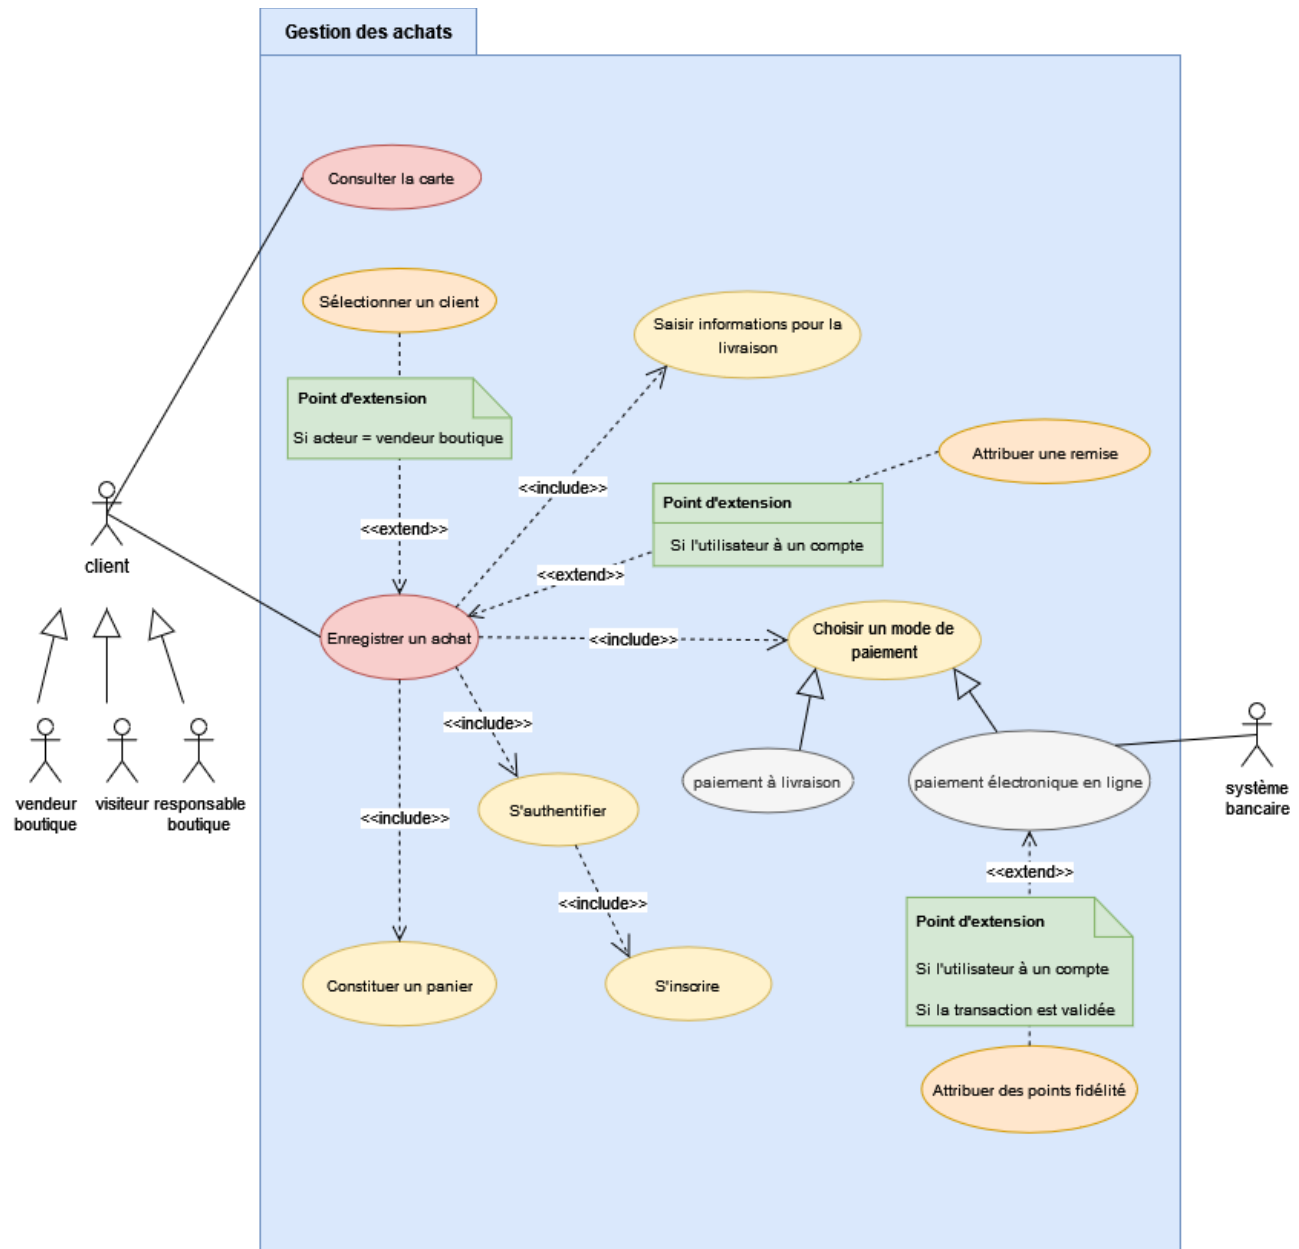 Gestion des achats
Consulter la carte
Sélectionner un client
Saisir informations pour la
livraison
Point d'extension
Si acteur = vendeur boutique
Attribuer une remise
<<include>>
Point d'extension
Si l'utilisateur à un compte
<<extend>>
client
<<extend>>
Enregistrer un achat
<<include>>
Choisir un mode de
paiement
<<include>>
paiement à livraison
paiement électronique en ligne
système
bancaire
vendeur
boutique
visiteur
responsable
boutique
S'authentifier
<<include>>
<<extend>>
<<include>>
Point d'extension
Si l'utilisateur à un compte
Si la transaction est validée
Constituer un panier
S'inscrire
Attribuer des points fidélité